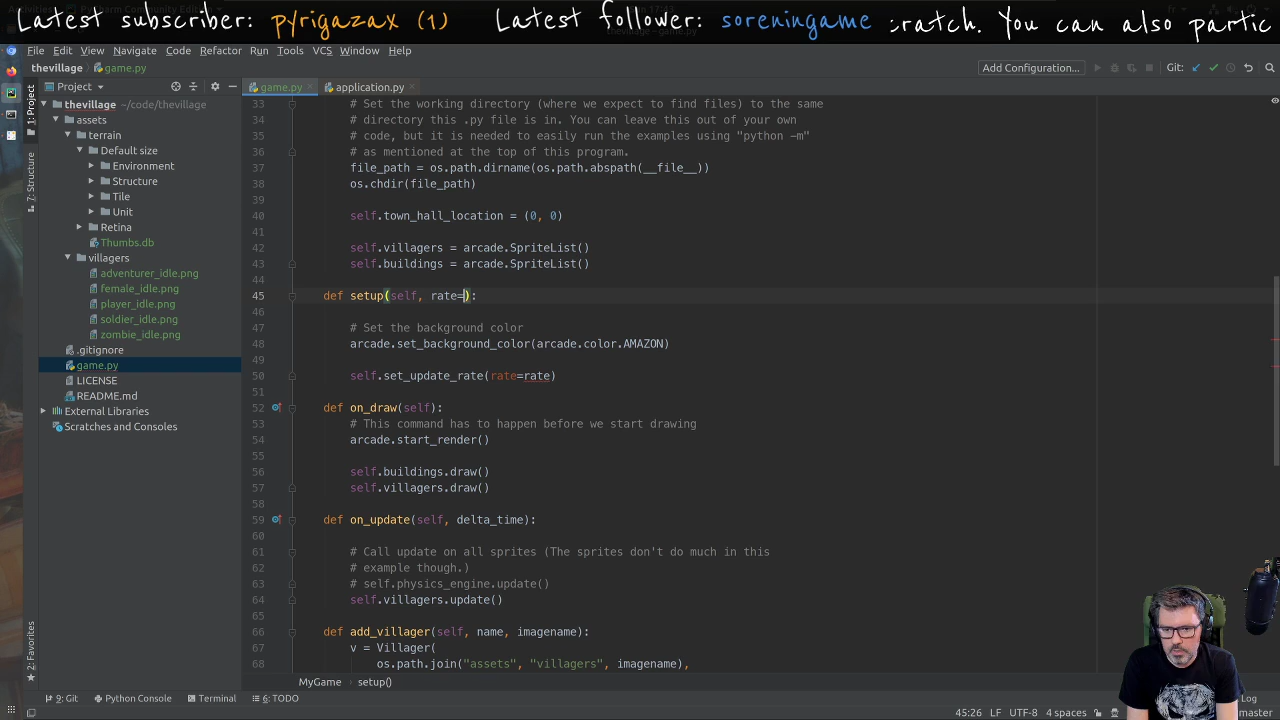 Latest subscriber: pyrigazax (1) Latest follower: soreningame cratch. You can also partic
File Edit View Navigate Code Refactor Run Tools VCS Window Help
thevillage game.py Add Configuration... Git:
Project game.py application.py
1: Project
7: Structure
2: Favorites
thevillage ~/code/thevillage
assets
terrain
Default size
Environment
Structure
Tile
Unit
Retina
Thumbs.db
villagers
adventurer_idle.png
female_idle.png
player_idle.png
soldier_idle.png
zombie_idle.png
.gitignore
game.py
LICENSE
README.md
External Libraries
Scratches and Consoles
33 # Set the working directory (where we expect to find files) to the same
34 # directory this .py file is in. You can leave this out of your own
35 # code, but it is needed to easily run the examples using "python -m"
36 # as mentioned at the top of this program.
37 file_path = os.path.dirname(os.path.abspath(__file__))
38 os.chdir(file_path)
39
40 self.town_hall_location = (0, 0)
41
42 self.villagers = arcade.SpriteList()
43 self.buildings = arcade.SpriteList()
44
45 def setup(self, rate=):
46
47 # Set the background color
48 arcade.set_background_color(arcade.color.AMAZON)
49
50 self.set_update_rate(rate=rate)
51
52 def on_draw(self):
53 # This command has to happen before we start drawing
54 arcade.start_render()
55
56 self.buildings.draw()
57 self.villagers.draw()
58
59 def on_update(self, delta_time):
60
61 # Call update on all sprites (The sprites don't do much in this
62 # example though.)
63 # self.physics_engine.update()
64 self.villagers.update()
65
66 def add_villager(self, name, imagename):
67 v = Villager(
68 os.path.join("assets", "villagers", imagename),
MyGame setup()
9: Git Python Console Terminal 6: TODO Log
45:26 LF UTF-8 4 spaces master